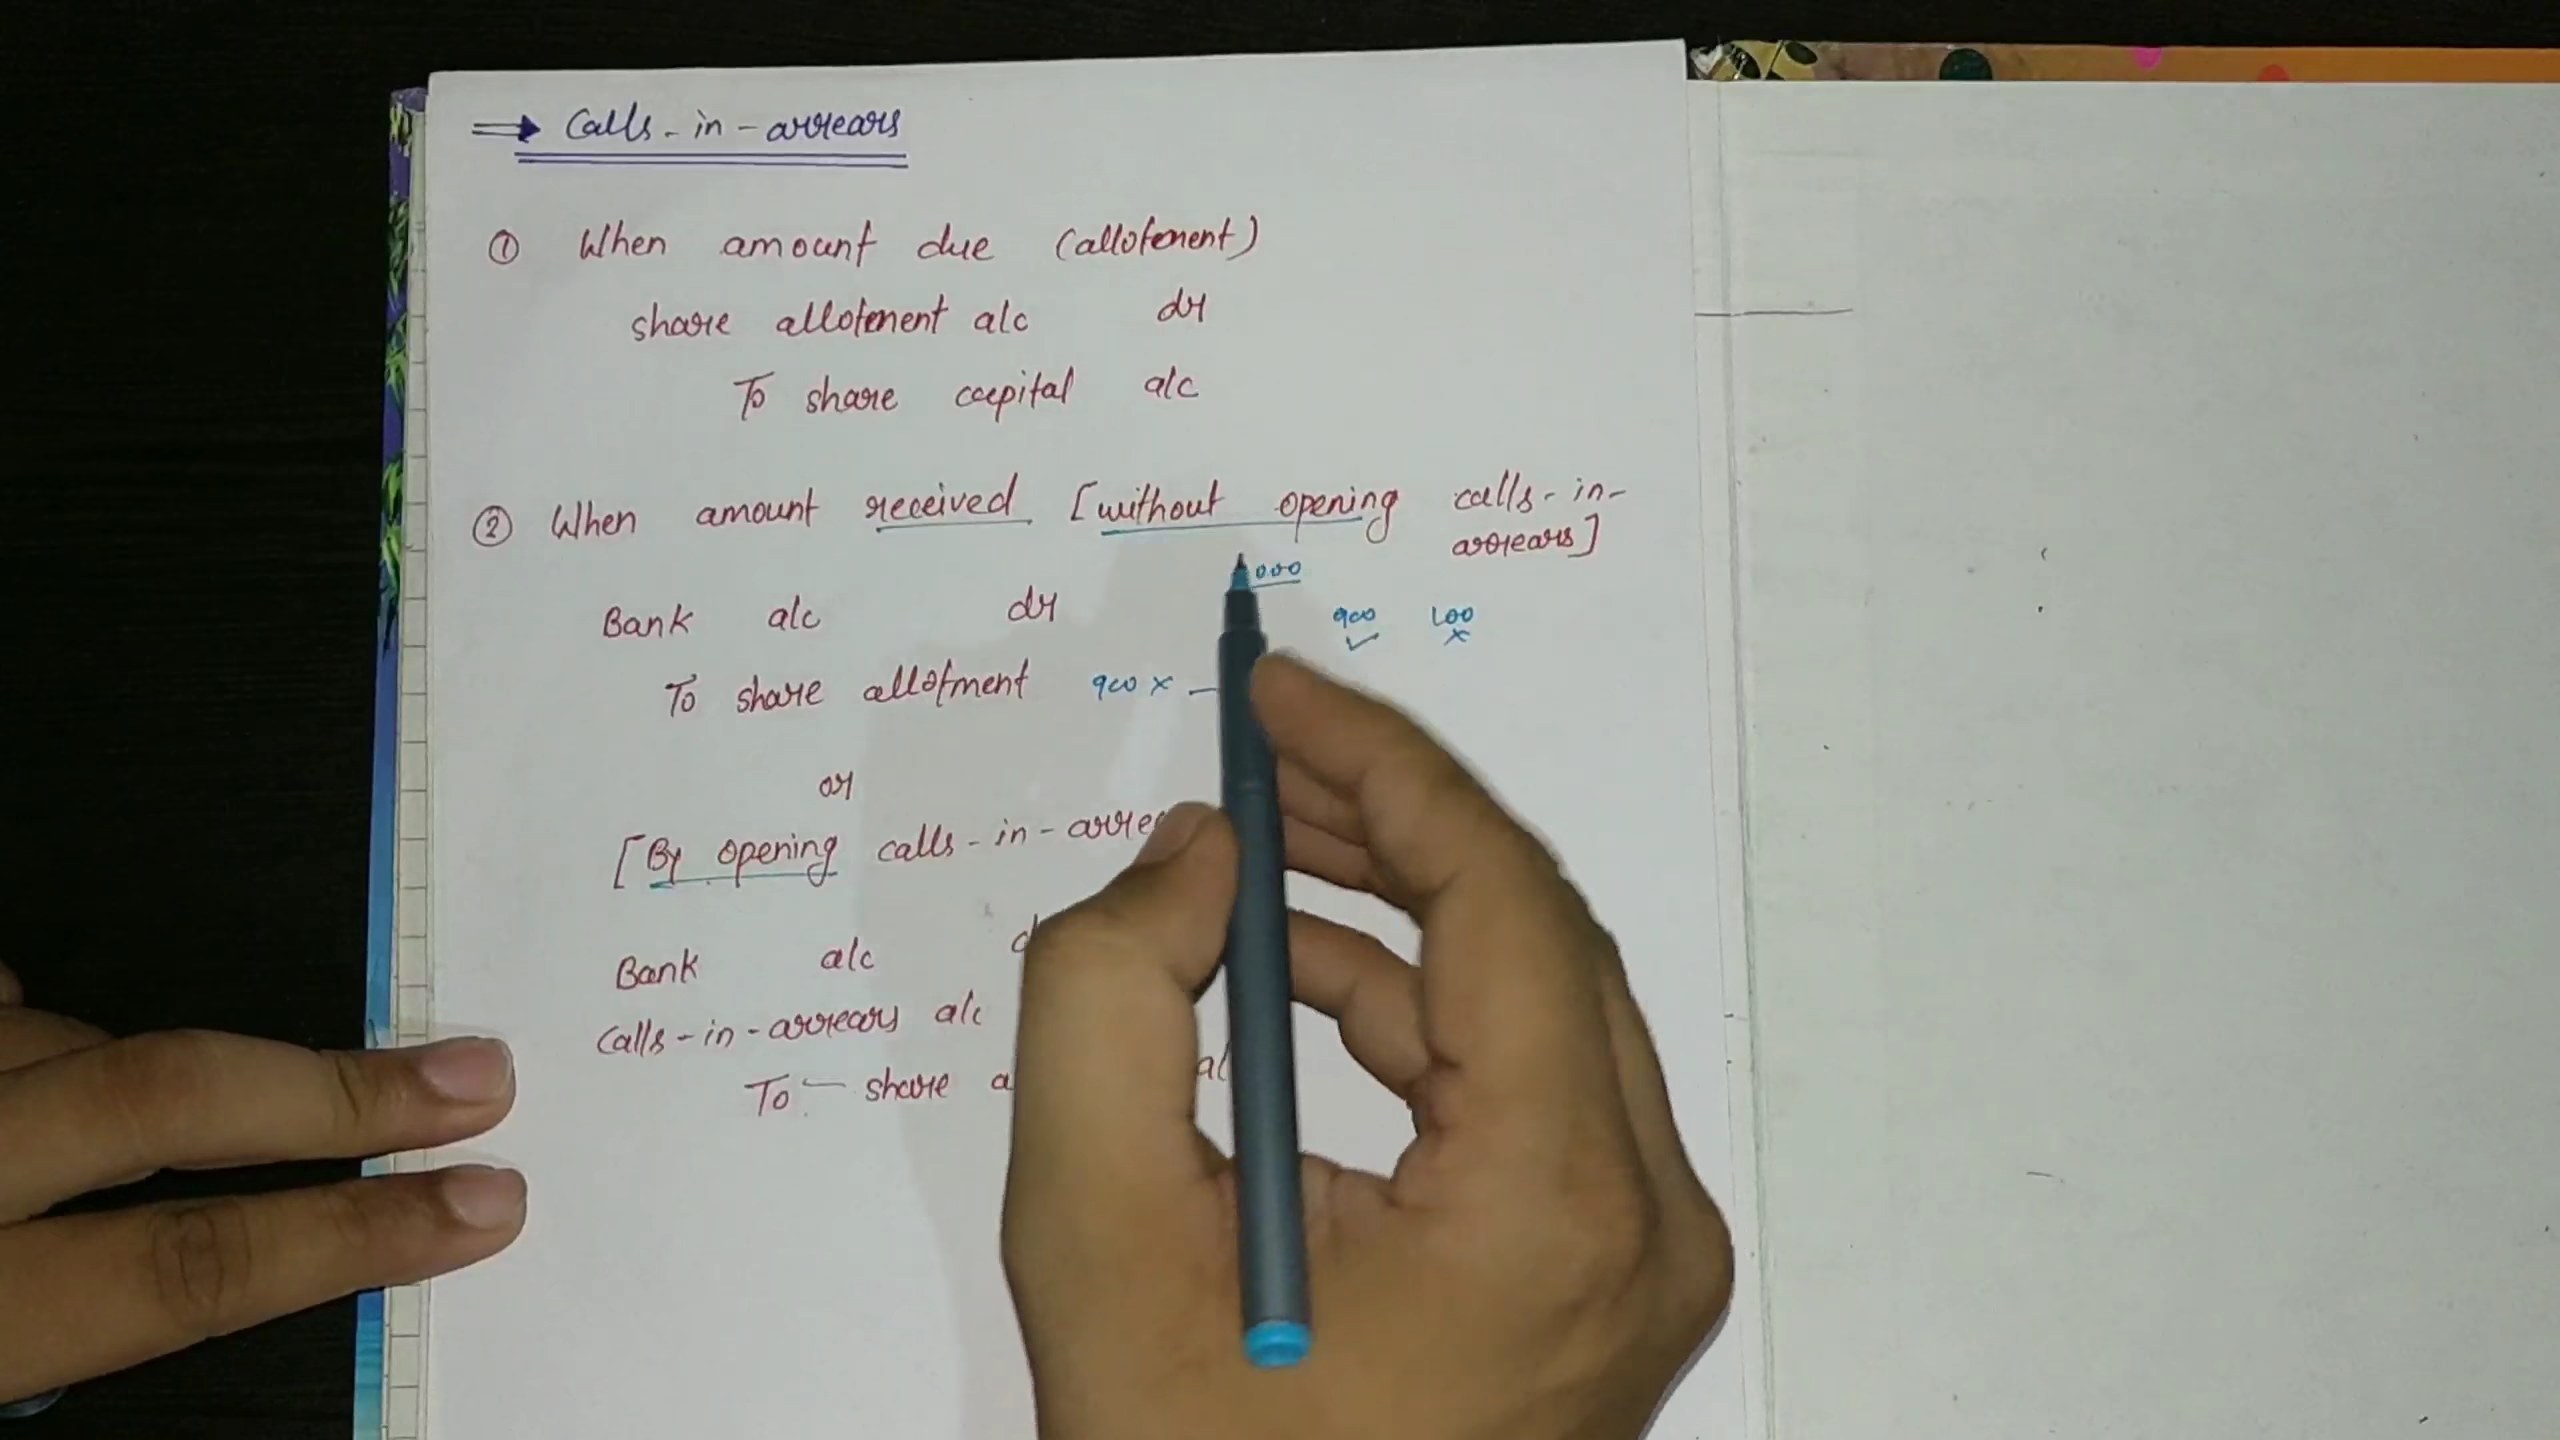 Calls-in-arrears
① When amount due (allotement)
share allotement a/c dr
To share capital a/c
② When amount received [without opening calls-in-
arrears]
000
Bank a/c dr 900 100
To share allotment 900 x —
or
[By opening calls-in-arre
Bank a/c d
Calls-in-arrears a/c
To share a